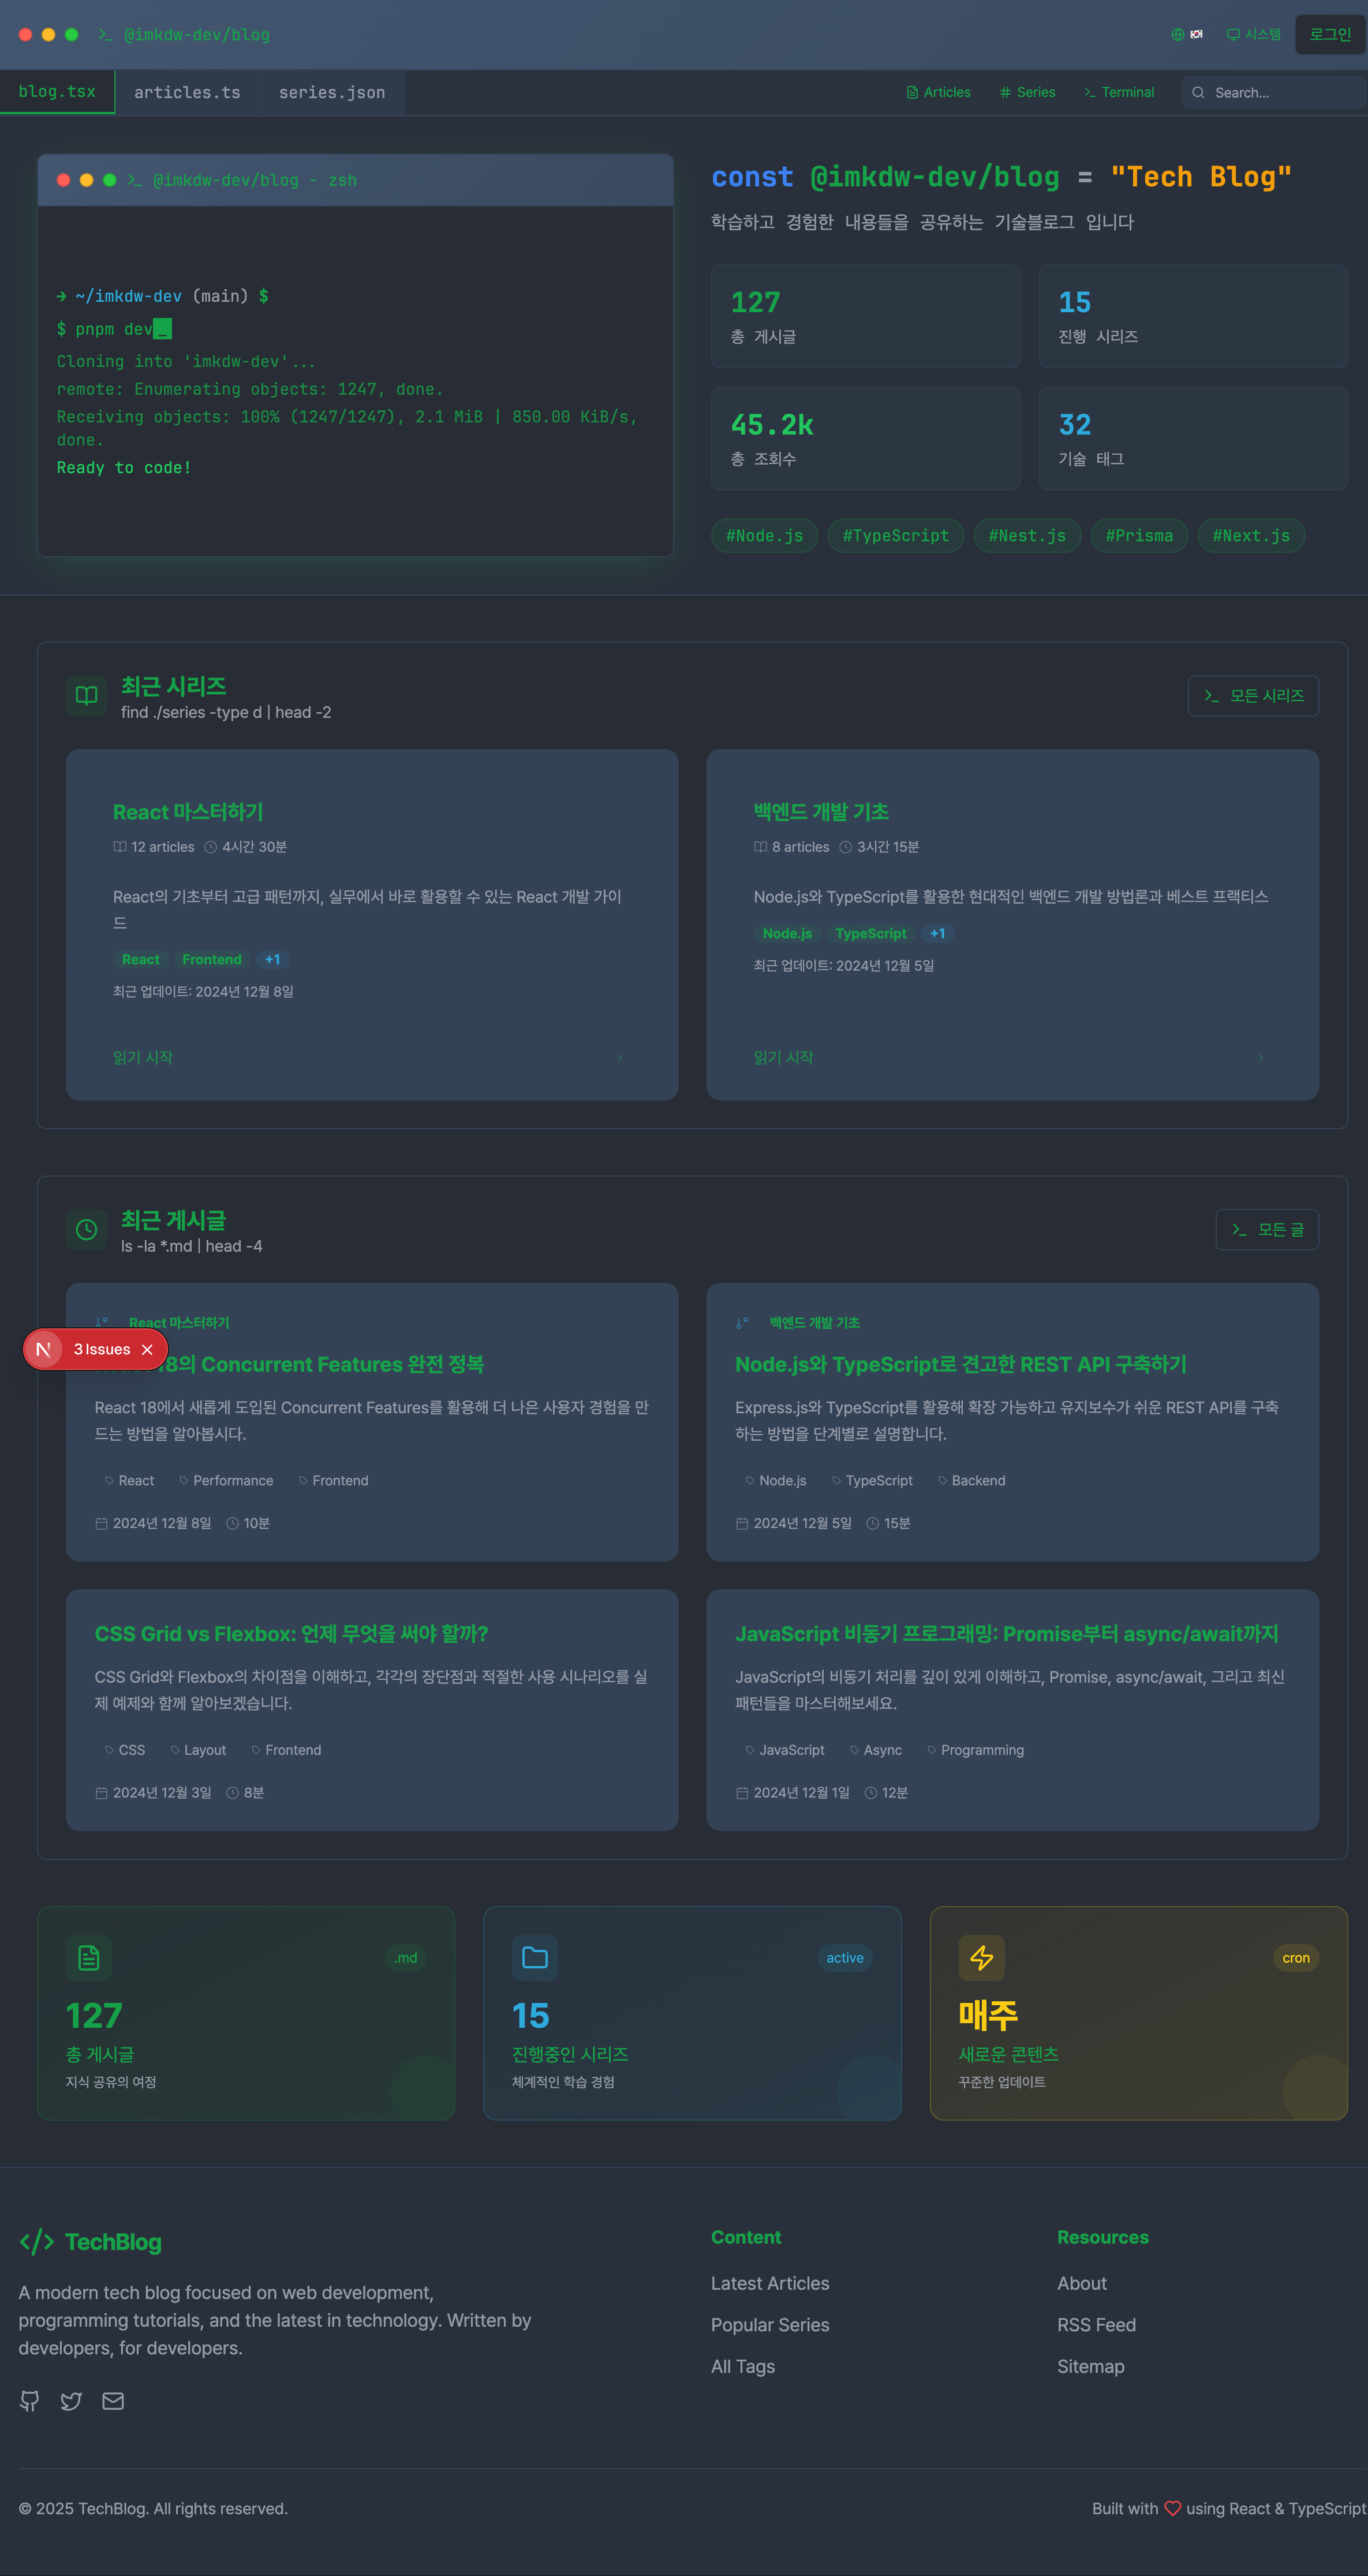 @imkdw-dev/blog
시스템
로그인
blog.tsx
articles.ts
series.json
Articles
Series
Terminal
Search...
@imkdw-dev/blog - zsh
→ ~/imkdw-dev (main) $
$ pnpm dev_
Cloning into 'imkdw-dev'...
remote: Enumerating objects: 1247, done.
Receiving objects: 100% (1247/1247), 2.1 MiB | 850.00 KiB/s,
done.
Ready to code!
const @imkdw-dev/blog = "Tech Blog"
학습하고 경험한 내용들을 공유하는 기술블로그 입니다
127
총 게시글
15
진행 시리즈
45.2k
총 조회수
32
기술 태그
#Node.js
#TypeScript
#Nest.js
#Prisma
#Next.js
최근 시리즈
find ./series -type d | head -2
모든 시리즈
React 마스터하기
12 articles
4시간 30분
React의 기초부터 고급 패턴까지, 실무에서 바로 활용할 수 있는 React 개발 가이
드
React
Frontend
+1
최근 업데이트: 2024년 12월 8일
읽기 시작
백엔드 개발 기초
8 articles
3시간 15분
Node.js와 TypeScript를 활용한 현대적인 백엔드 개발 방법론과 베스트 프랙티스
Node.js
TypeScript
+1
최근 업데이트: 2024년 12월 5일
읽기 시작
최근 게시글
ls -la *.md | head -4
모든 글
React 마스터하기
18의 Concurrent Features 완전 정복
N
3 Issues
React 18에서 새롭게 도입된 Concurrent Features를 활용해 더 나은 사용자 경험을 만
드는 방법을 알아봅시다.
React
Performance
Frontend
2024년 12월 8일
10분
백엔드 개발 기초
Node.js와 TypeScript로 견고한 REST API 구축하기
Express.js와 TypeScript를 활용해 확장 가능하고 유지보수가 쉬운 REST API를 구축
하는 방법을 단계별로 설명합니다.
Node.js
TypeScript
Backend
2024년 12월 5일
15분
CSS Grid vs Flexbox: 언제 무엇을 써야 할까?
CSS Grid와 Flexbox의 차이점을 이해하고, 각각의 장단점과 적절한 사용 시나리오를 실
제 예제와 함께 알아보겠습니다.
CSS
Layout
Frontend
2024년 12월 3일
8분
JavaScript 비동기 프로그래밍: Promise부터 async/await까지
JavaScript의 비동기 처리를 깊이 있게 이해하고, Promise, async/await, 그리고 최신
패턴들을 마스터해보세요.
JavaScript
Async
Programming
2024년 12월 1일
12분
.md
127
총 게시글
지식 공유의 여정
active
15
진행중인 시리즈
체계적인 학습 경험
cron
매주
새로운 콘텐츠
꾸준한 업데이트
TechBlog
A modern tech blog focused on web development,
programming tutorials, and the latest in technology. Written by
developers, for developers.
Content
Latest Articles
Popular Series
All Tags
Resources
About
RSS Feed
Sitemap
© 2025 TechBlog. All rights reserved.
Built with ♡ using React & TypeScript